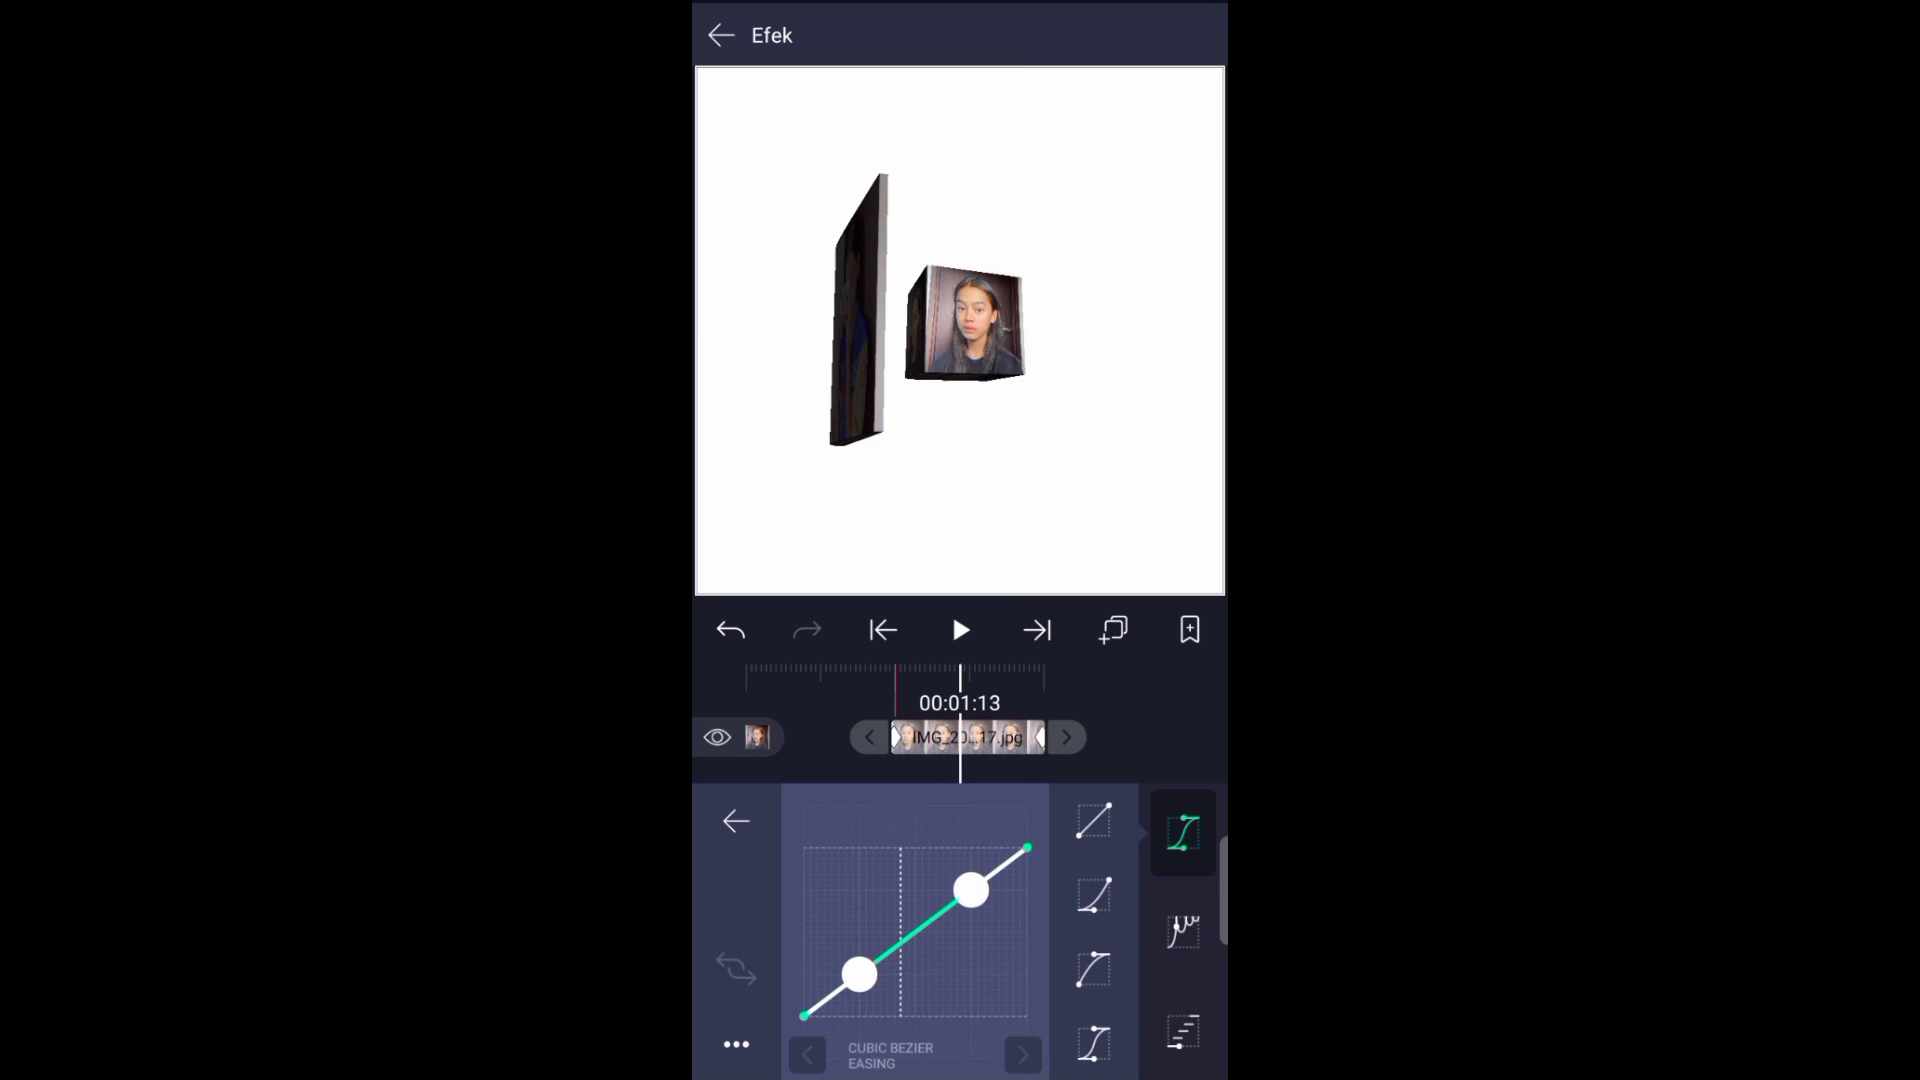 Efek
00:01:13
IMG_20...17.jpg
CUBIC BEZIER
EASING